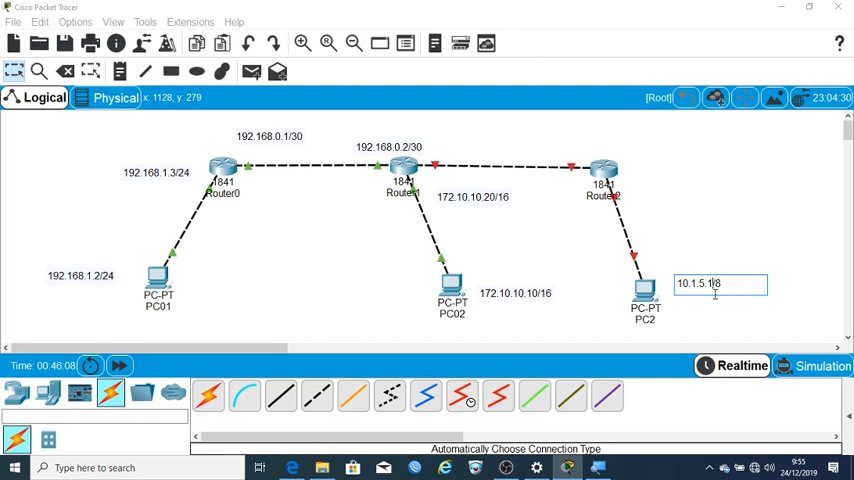 Cisco Packet Tracer
File Edit Options View Tools Extensions Help
Logical Physical x: 1128, y: 279 [Root] 23:04:30
192.168.0.1/30
192.168.0.2/30
192.168.1.3/24
1841
Router0
1841
Router1
1841
Router2
172.10.10.20/16
192.168.1.2/24
PC-PT
PC01
PC-PT
PC02
172.10.10.10/16
PC-PT
PC2
10.1.5.1/8
Time: 00:46:08 Realtime Simulation
Automatically Choose Connection Type
Type here to search
9:55
24/12/2019